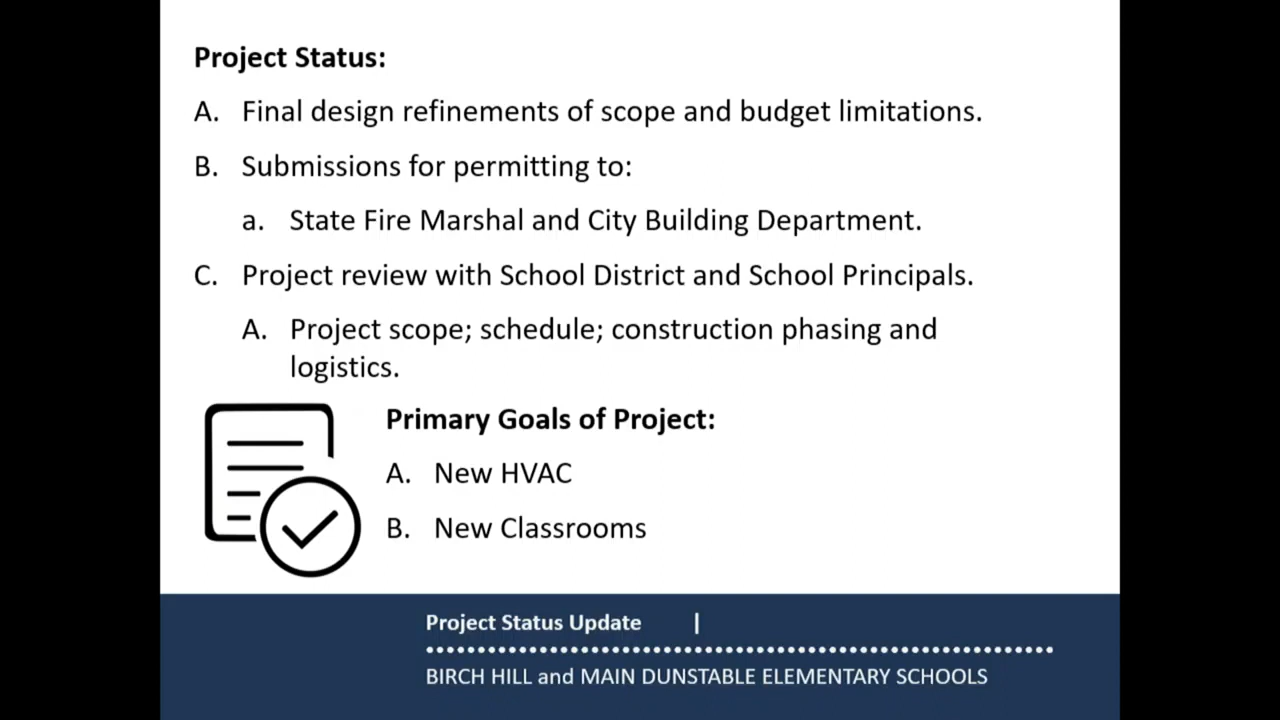 Project Status:
A. Final design refinements of scope and budget limitations.
B. Submissions for permitting to:
a. State Fire Marshal and City Building Department.
C. Project review with School District and School Principals.
A. Project scope; schedule; construction phasing and
logistics.
Primary Goals of Project:
A. New HVAC
B. New Classrooms
Project Status Update |
BIRCH HILL and MAIN DUNSTABLE ELEMENTARY SCHOOLS